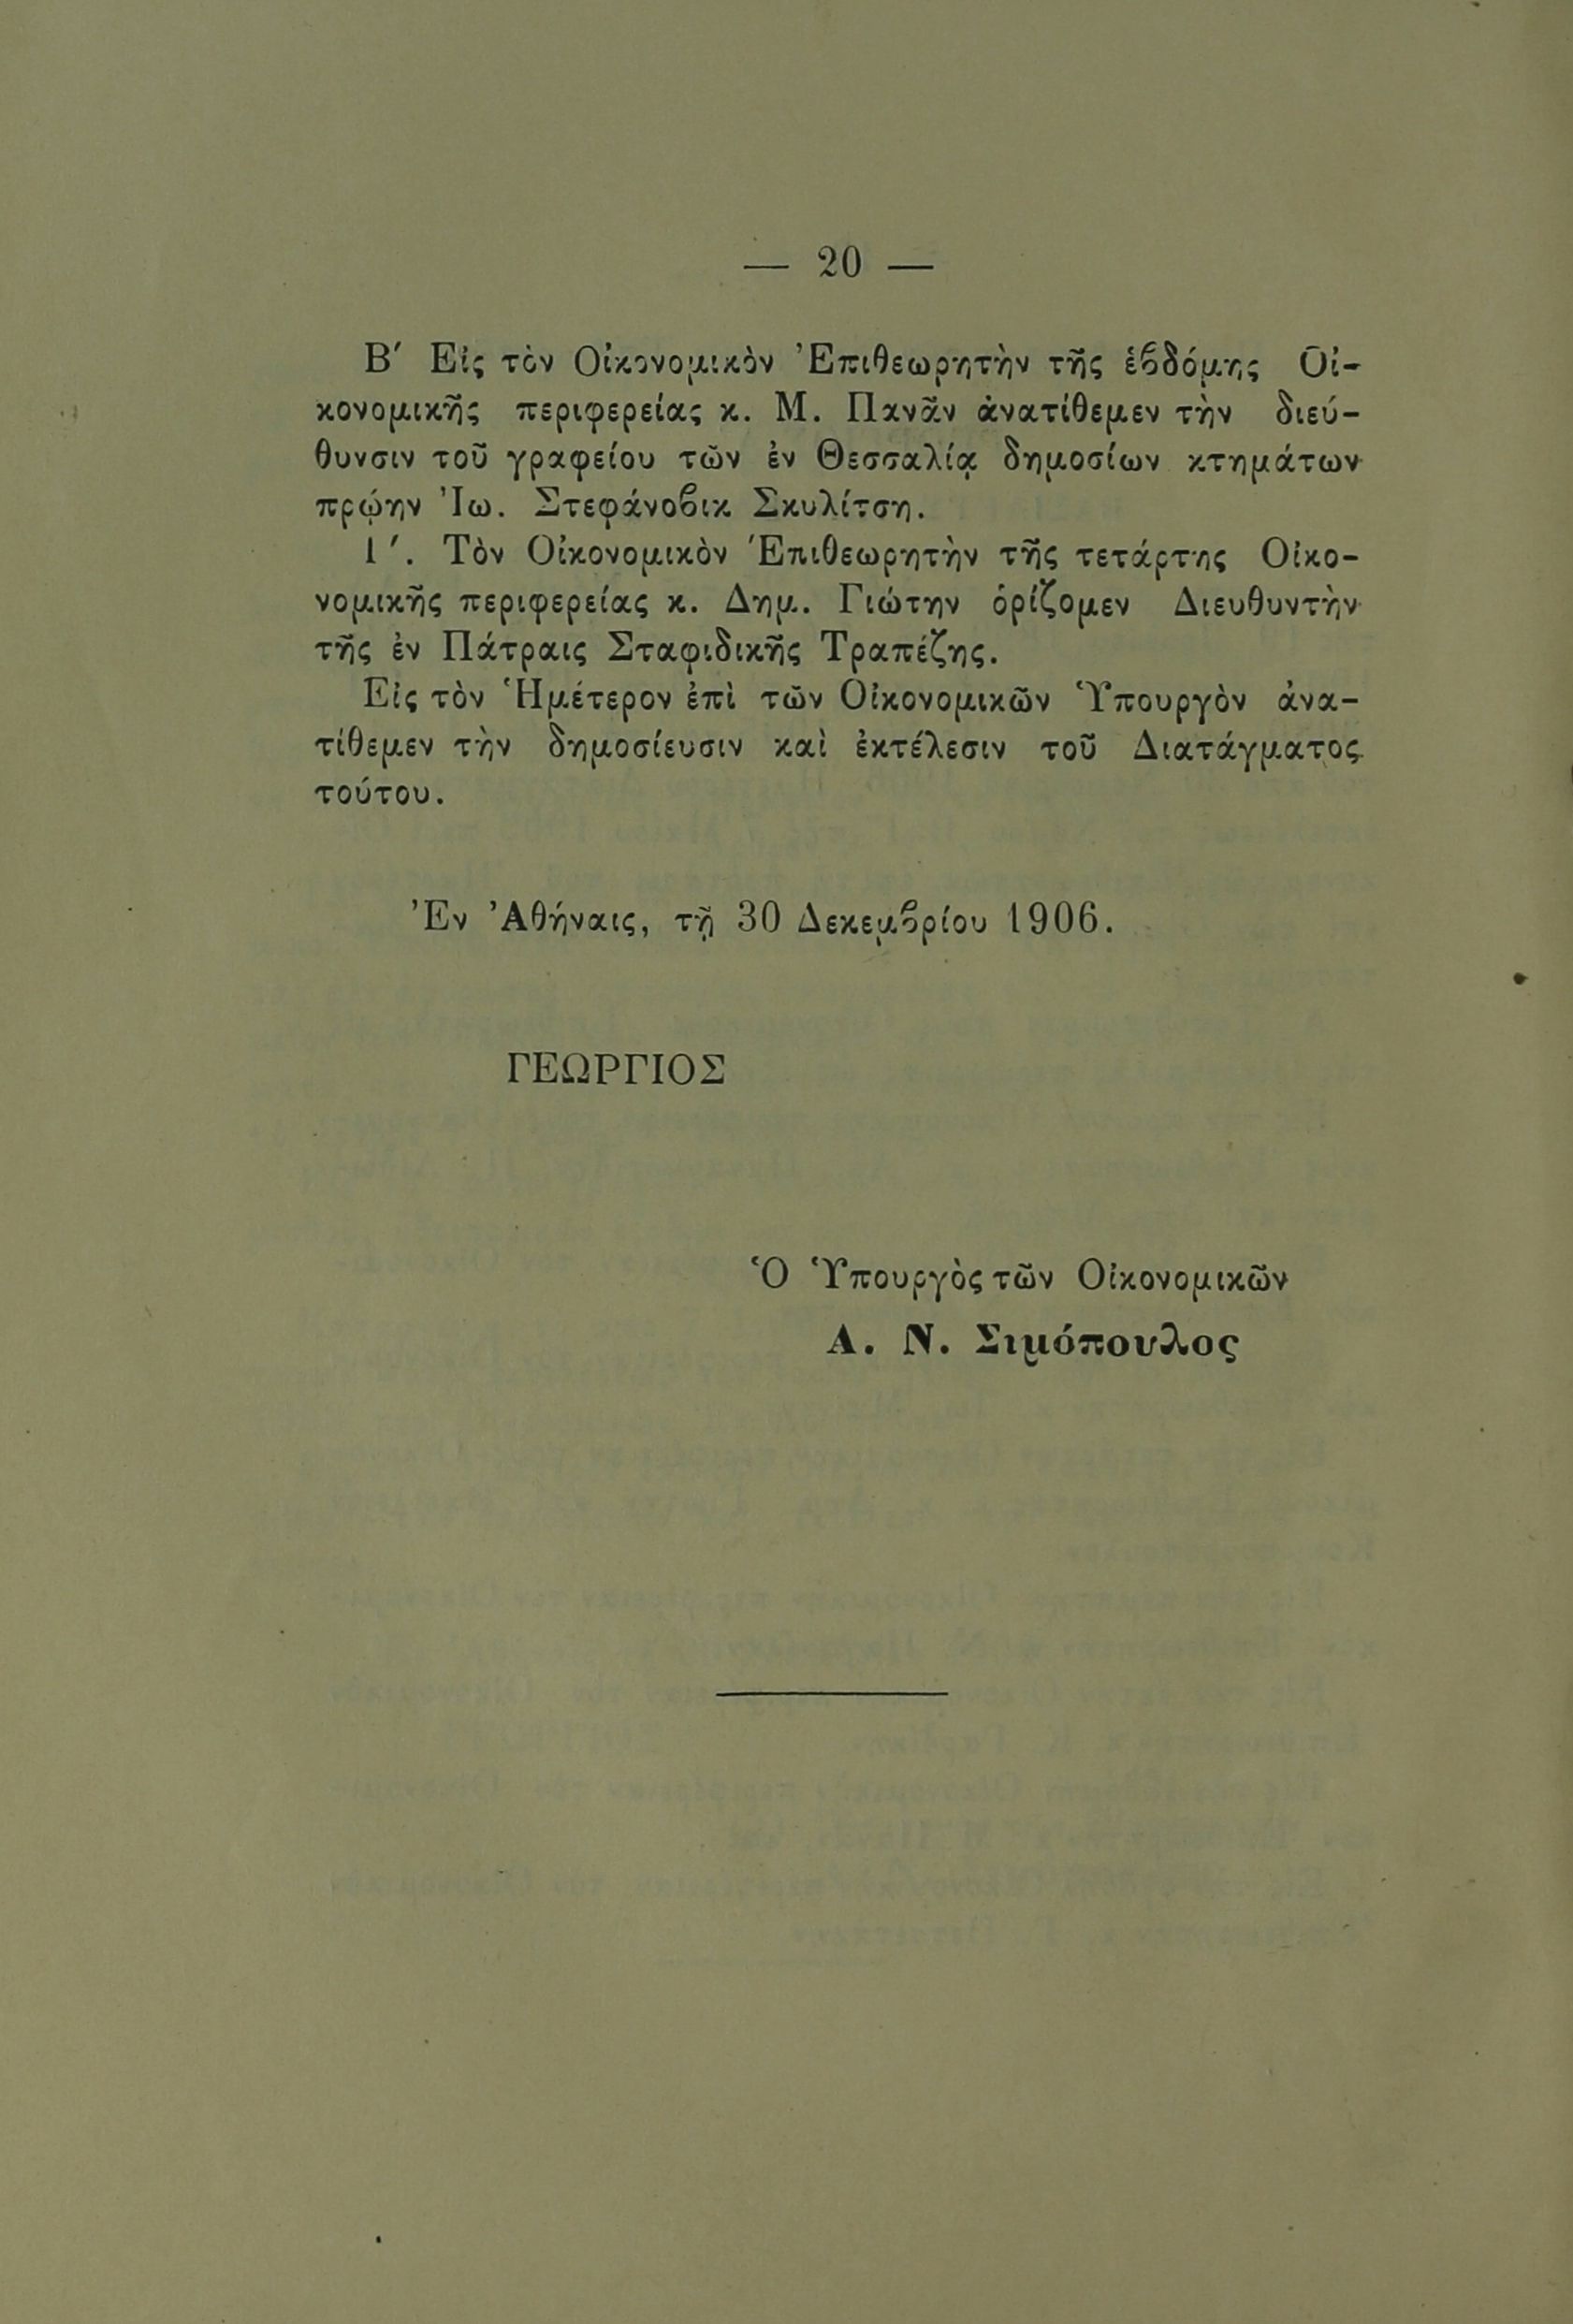 — 20 —
Β′ Εἰς τὸν Οἰκονομικὸν Ἐπιθεωρητὴν τῆς ἑβδόμης Οἰ-
κονομικῆς περιφερείας κ. Μ. Πανᾶν ἀνατίθεμεν τὴν διεύ-
θυνσιν τοῦ γραφείου τῶν ἐν Θεσσαλίᾳ δημοσίων κτημάτων
πρώην Ἰω. Στεφάνοβικ Σκυλίτση.
Γ′. Τὸν Οἰκονομικὸν Ἐπιθεωρητὴν τῆς τετάρτης Οἰκο-
νομικῆς περιφερείας κ. Δημ. Γιώτην ὁρίζομεν Διευθυντὴν
τῆς ἐν Πάτραις Σταφιδικῆς Τραπέζης.
Εἰς τὸν Ἡμέτερον ἐπὶ τῶν Οἰκονομικῶν Ὑπουργὸν ἀνα-
τίθεμεν τὴν δημοσίευσιν καὶ ἐκτέλεσιν τοῦ Διατάγματος
τούτου.
Ἐν Ἀθήναις, τῇ 30 Δεκεμβρίου 1906.
ΓΕΩΡΓΙΟΣ
Ὁ Ὑπουργὸς τῶν Οἰκονομικῶν
Α. Ν. Σιμόπουλος